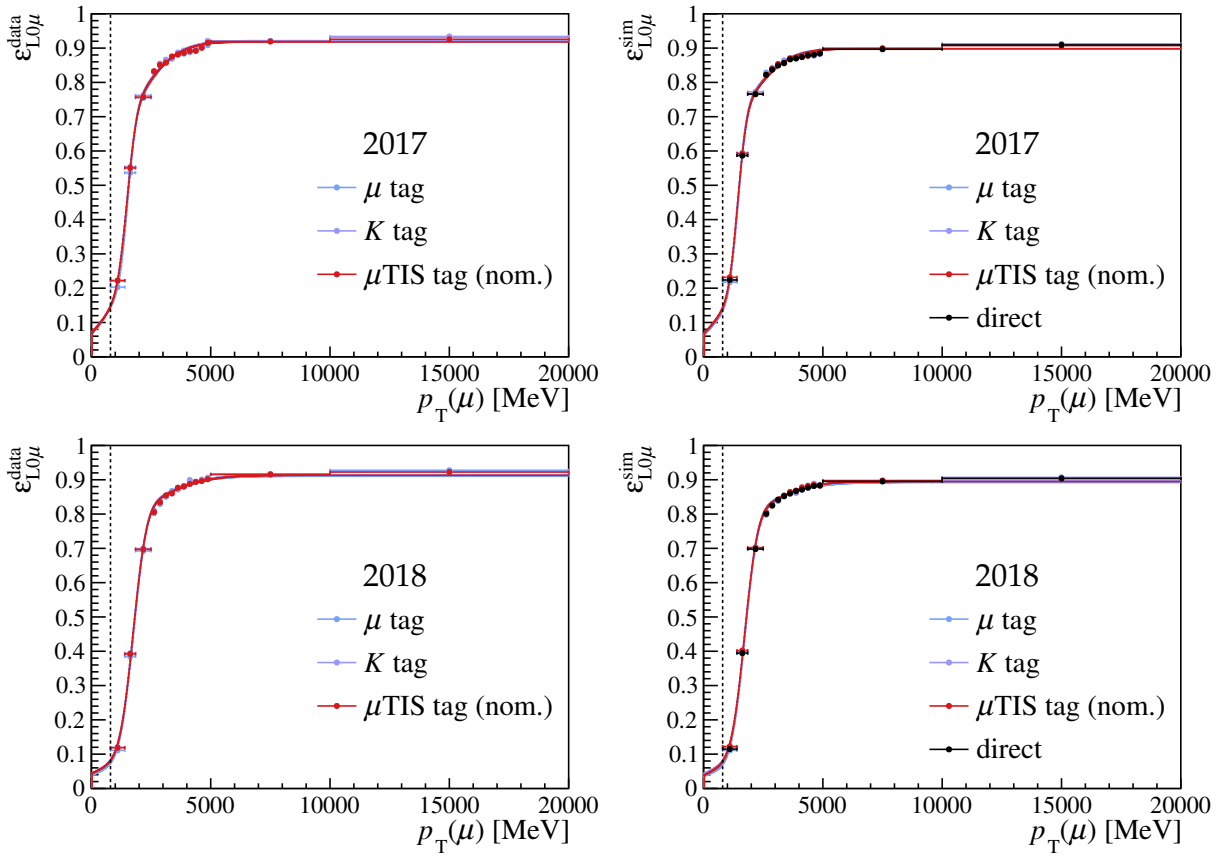 ε^data_L0μ
1
0.9
0.8
0.7
0.6
0.5
0.4
0.3
0.2
0.1
0
2017
μ tag
K tag
μTIS tag (nom.)
0 5000 10000 15000 20000
p_T(μ) [MeV]
ε^sim_L0μ
1
0.9
0.8
0.7
0.6
0.5
0.4
0.3
0.2
0.1
0
2017
μ tag
K tag
μTIS tag (nom.)
direct
0 5000 10000 15000 20000
p_T(μ) [MeV]
ε^data_L0μ
1
0.9
0.8
0.7
0.6
0.5
0.4
0.3
0.2
0.1
0
2018
μ tag
K tag
μTIS tag (nom.)
0 5000 10000 15000 20000
p_T(μ) [MeV]
ε^sim_L0μ
1
0.9
0.8
0.7
0.6
0.5
0.4
0.3
0.2
0.1
0
2018
μ tag
K tag
μTIS tag (nom.)
direct
0 5000 10000 15000 20000
p_T(μ) [MeV]